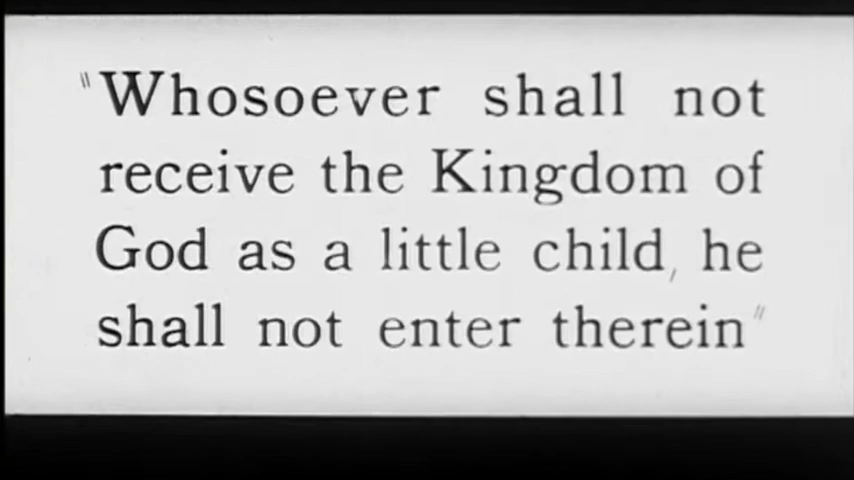 "Whosoever shall not
receive the Kingdom of
God as a little child, he
shall not enter therein"